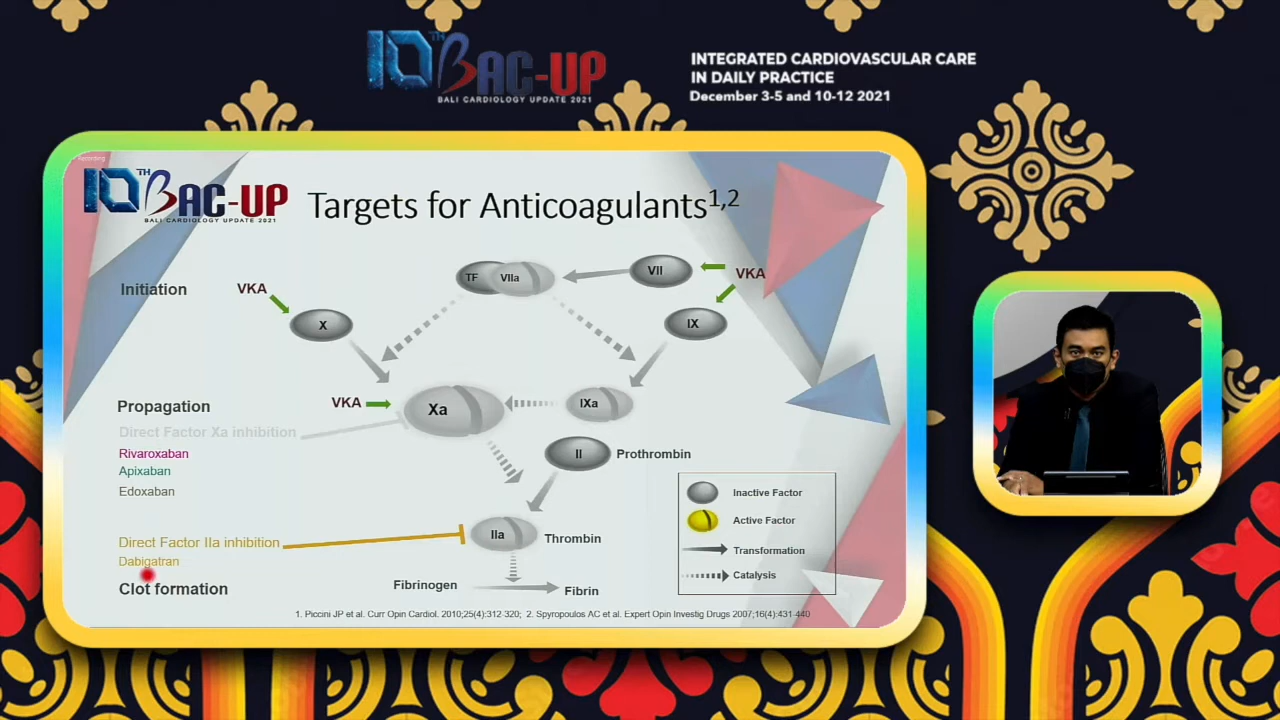 10TH BAC-UP
BALI CARDIOLOGY UPDATE 2021
INTEGRATED CARDIOVASCULAR CARE
IN DAILY PRACTICE
December 3-5 and 10-12 2021
Recording
10TH BAC-UP
BALI CARDIOLOGY UPDATE 2021
Targets for Anticoagulants1,2
Initiation
VKA
X
TF
VIIa
VII
VKA
IX
Propagation
VKA
Xa
IXa
Direct Factor Xa inhibition
Rivaroxaban
Apixaban
Edoxaban
II
Prothrombin
Direct Factor IIa inhibition
Dabigatran
IIa
Thrombin
Clot formation
Fibrinogen
Fibrin
Inactive Factor
Active Factor
Transformation
Catalysis
1. Piccini JP et al. Curr Opin Cardiol. 2010;25(4):312-320; 2. Spyropoulos AC et al. Expert Opin Investig Drugs 2007;16(4):431-440